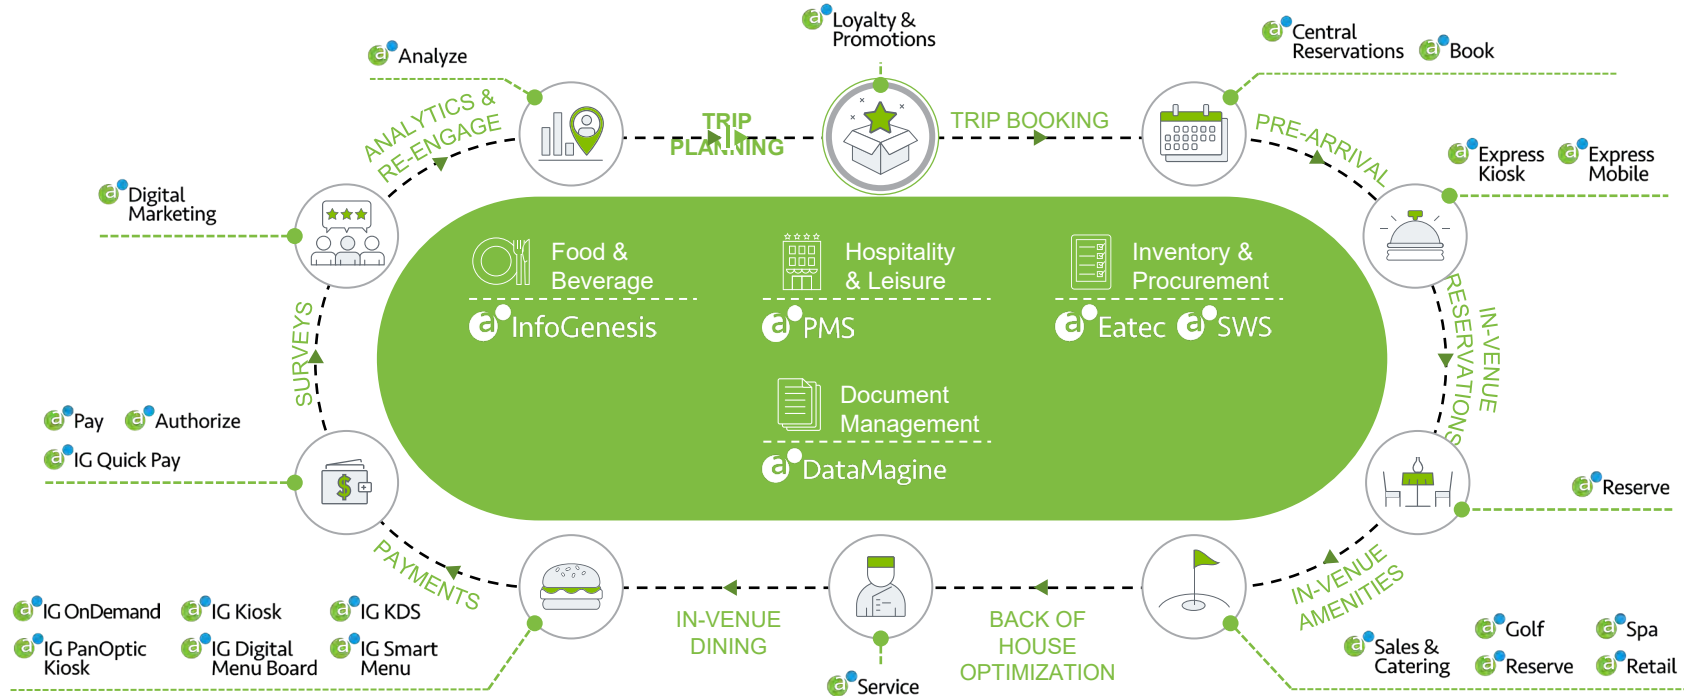 Loyalty &
Promotions
Central
Reservations
Book
Analyze
ANALYTICS &
RE-ENGAGE
TRIP
PLANNING
TRIP BOOKING
PRE-ARRIVAL
Express
Kiosk
Express
Mobile
Digital
Marketing
Food &
Beverage
InfoGenesis
Hospitality
& Leisure
PMS
Inventory &
Procurement
Eatec
SWS
Document
Management
DataMagine
SURVEYS
IN-VENUE
RESERVATIONS
Pay
Authorize
IG Quick Pay
Reserve
PAYMENTS
IN-VENUE
AMENITIES
IG OnDemand
IG Kiosk
IG KDS
IG PanOptic
Kiosk
IG Digital
Menu Board
IG Smart
Menu
IN-VENUE
DINING
BACK OF
HOUSE
OPTIMIZATION
Service
Sales &
Catering
Golf
Spa
Reserve
Retail